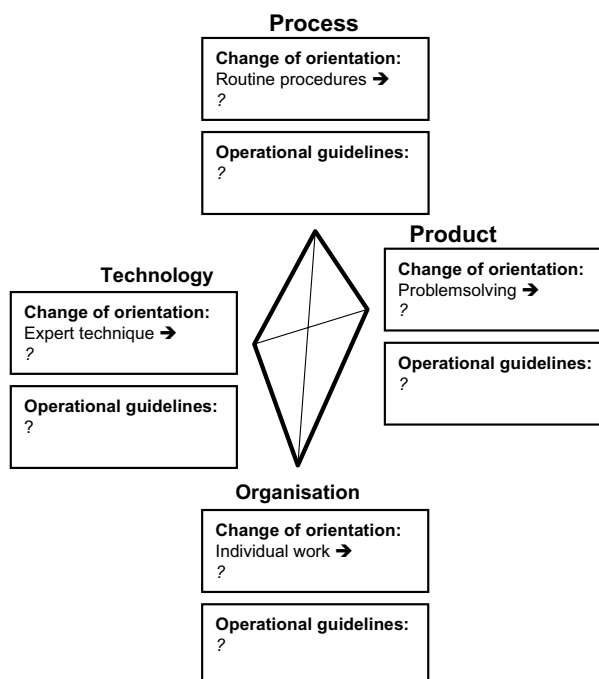 Process
Change of orientation:
Routine procedures ➔
?
Operational guidelines:
?
Product
Change of orientation:
Problemsolving ➔
?
Operational guidelines:
?
Technology
Change of orientation:
Expert technique ➔
?
Operational guidelines:
?
Organisation
Change of orientation:
Individual work ➔
?
Operational guidelines:
?